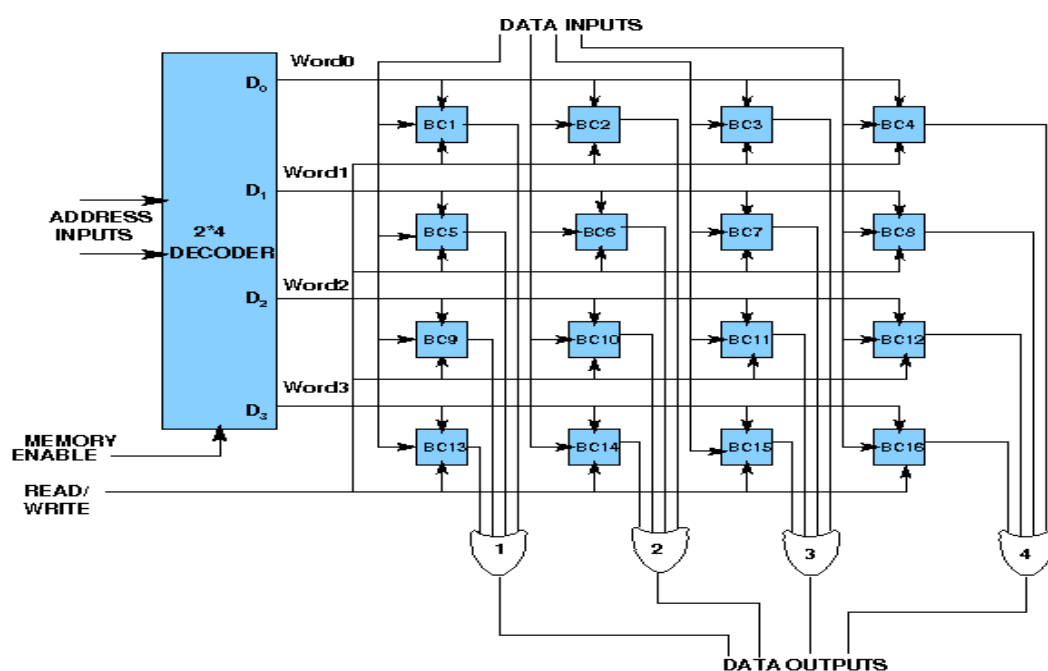 DATA INPUTS
Word0
D0
BC1 BC2 BC3 BC4
Word1
D1
ADDRESS
INPUTS
2*4
DECODER
BC5 BC6 BC7 BC8
Word2
D2
BC9 BC10 BC11 BC12
Word3
D3
MEMORY
ENABLE
BC13 BC14 BC15 BC16
READ/
WRITE
1 2 3 4
DATA OUTPUTS